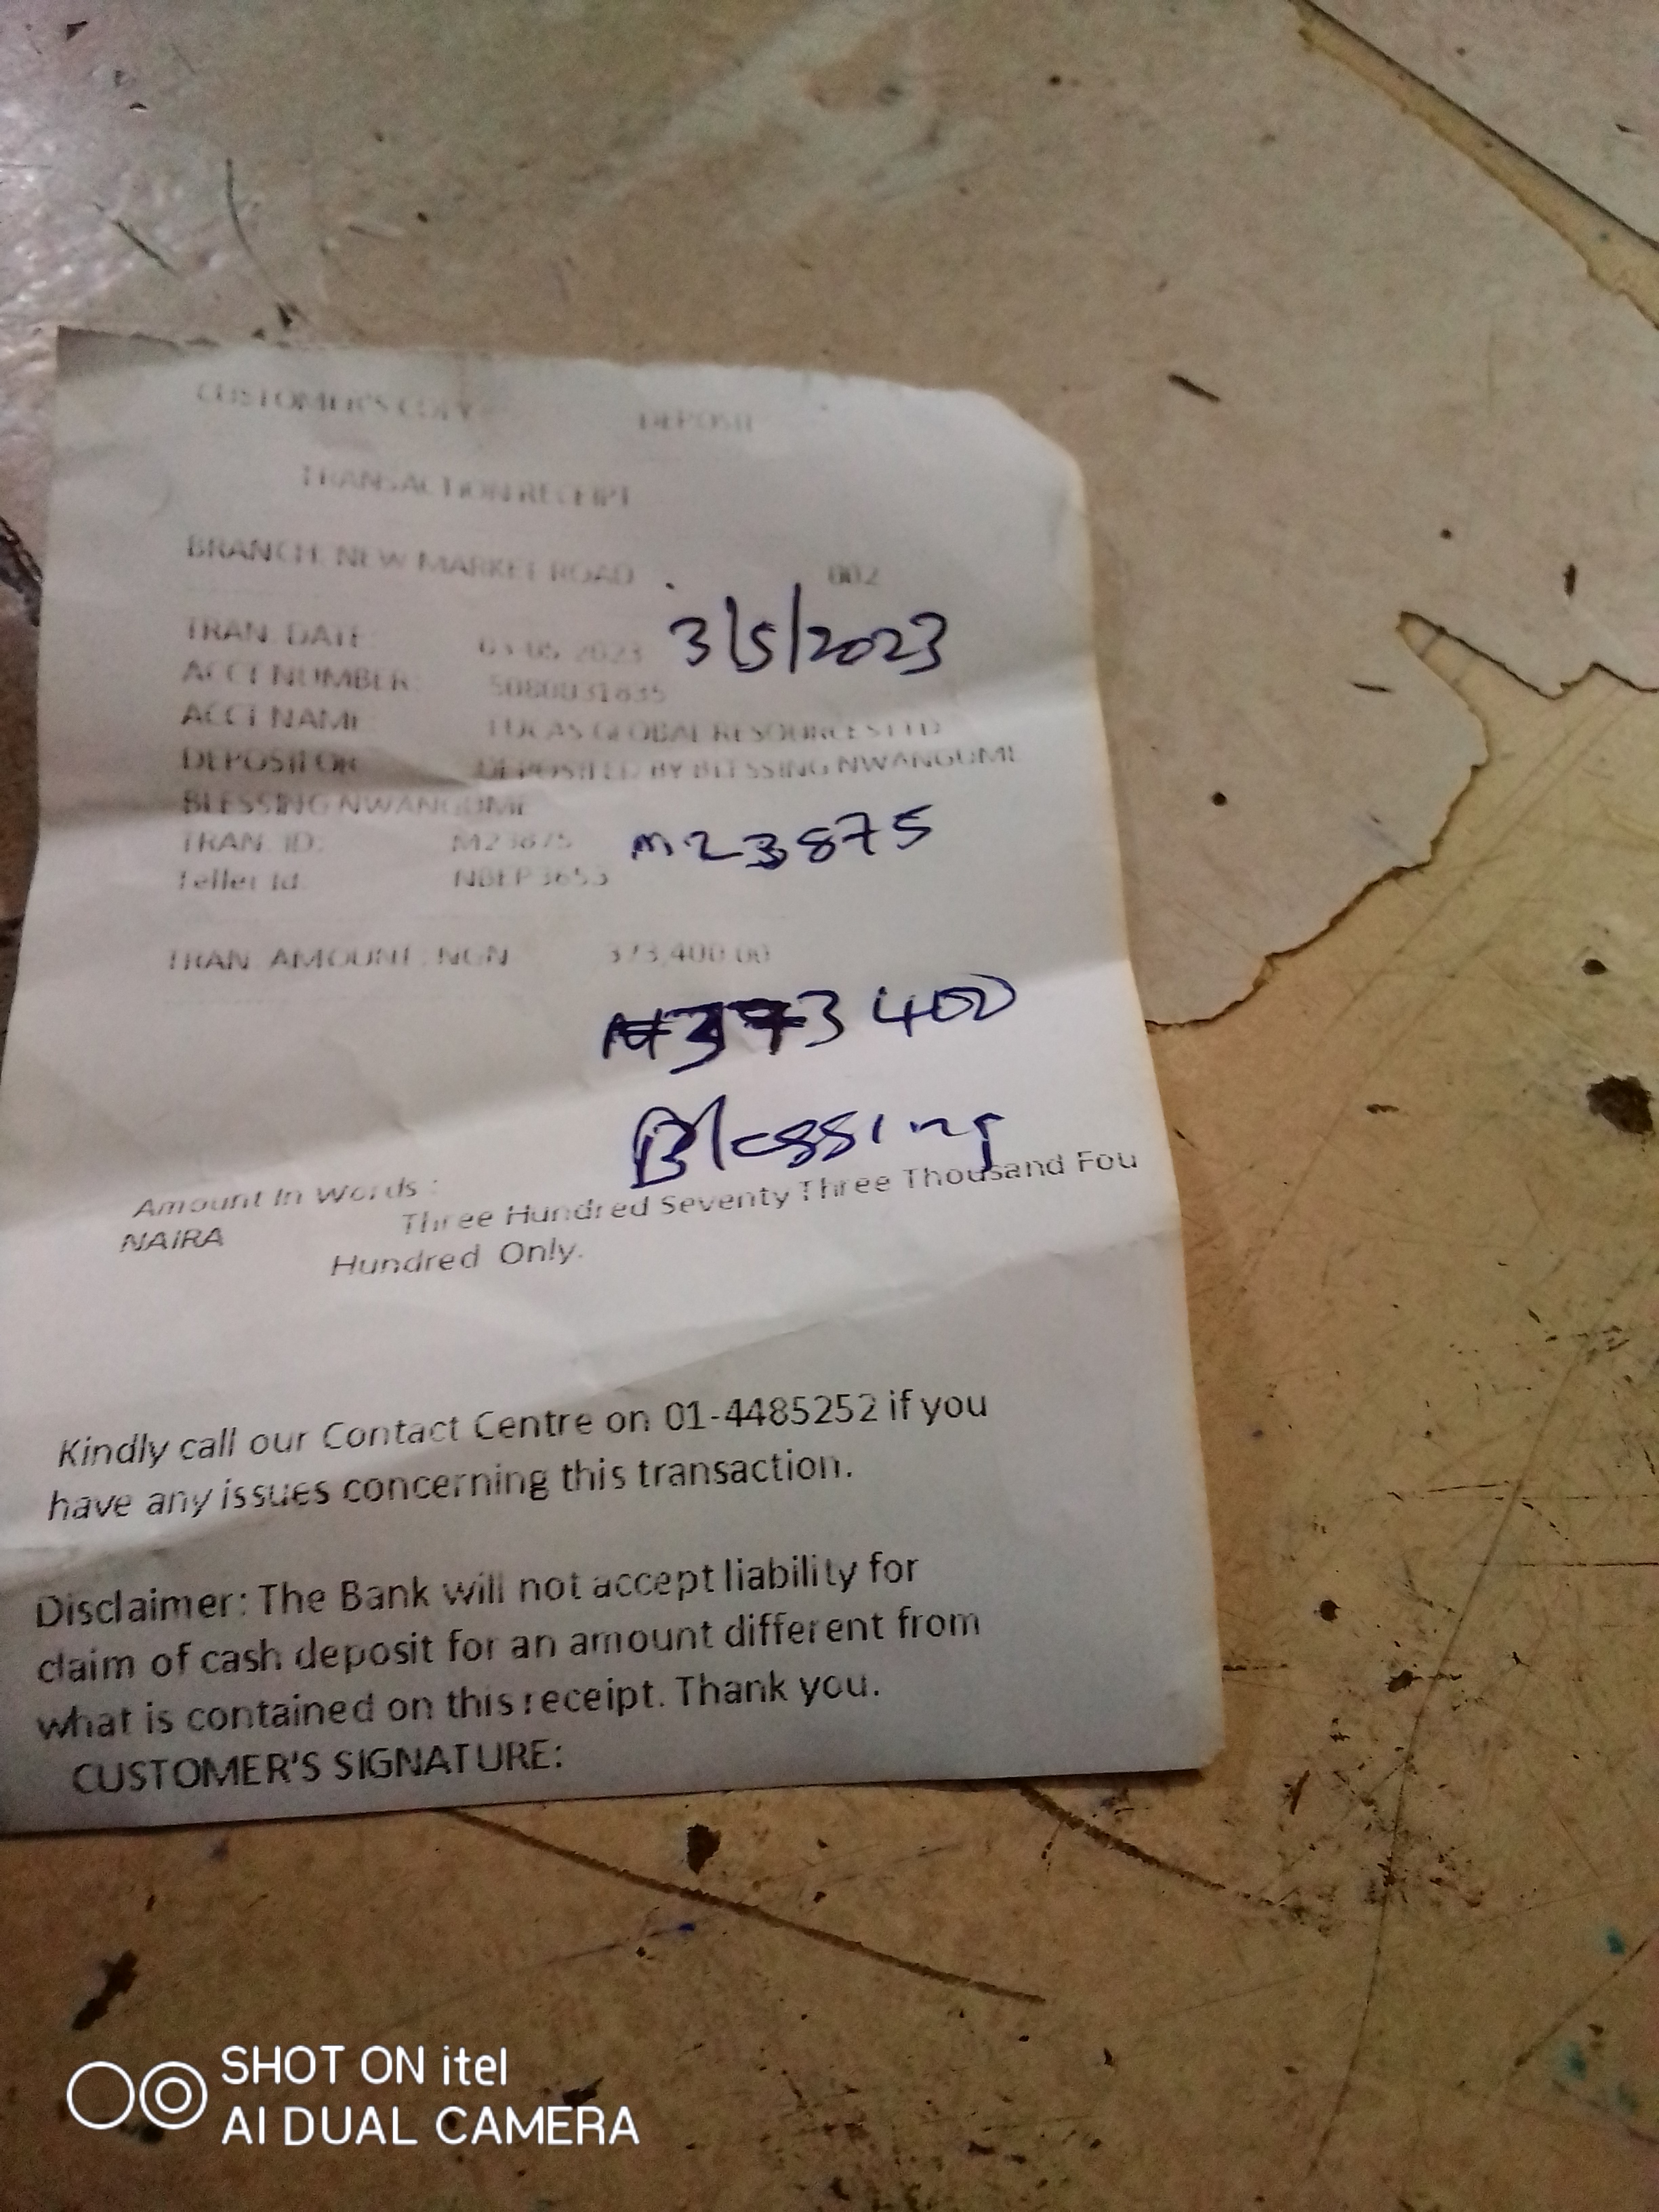 CUSTOMER'S COPY DEPOSIT
TRANSACTION RECEIPT
BRANCH: NEW MARKET ROAD 002
TRAN. DATE 03-05-2023 3/5/2023
ACCT NUMBER:
ACCT NAME LUCAS GLOBAL RESOURCES LTD
DEPOSITOR DEPOSITED BY BLESSING NWANGUME
BLESSING NWANGUME
TRAN. ID: M23875 M23875
Teller Id.
TRAN. AMOUNT: NGN 373,400.00
₦373400
Blessing
Amount In Words :
NAIRA Three Hundred Seventy Three Thousand Fou
Hundred Only.
Kindly call our Contact Centre on 01-4485252 if you
have any issues concerning this transaction.
Disclaimer: The Bank will not accept liability for
claim of cash deposit for an amount different from
what is contained on this receipt. Thank you.
CUSTOMER'S SIGNATURE:
SHOT ON itel
AI DUAL CAMERA